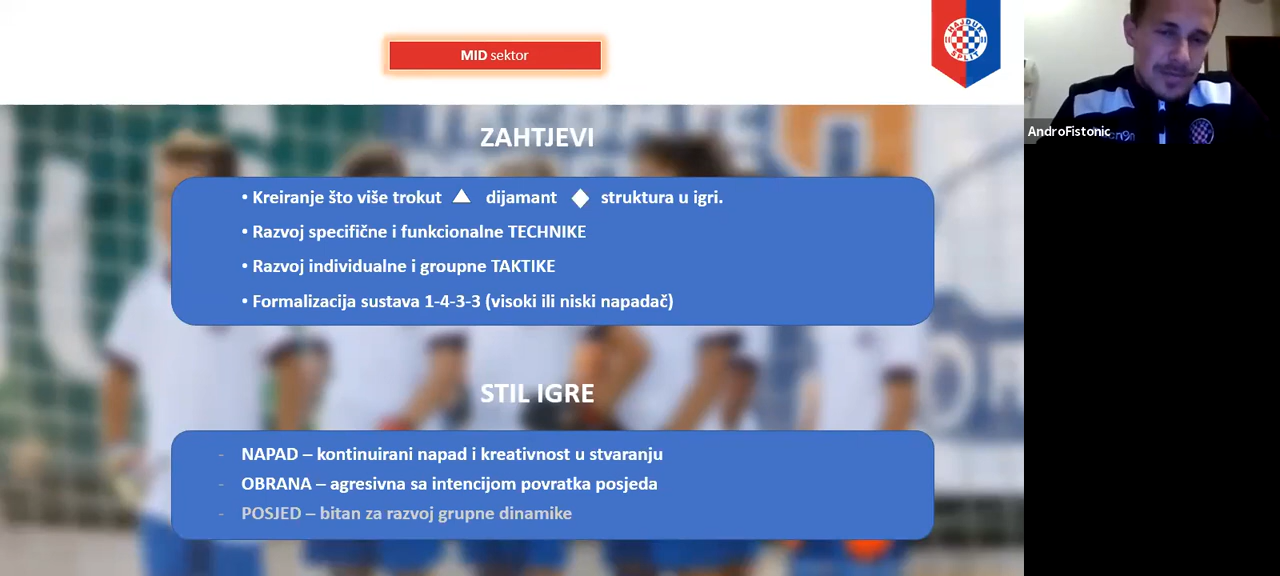 MID sektor
HAJDUK
SPLIT
AndroFistonic
ZAHTJEVI
• Kreiranje što više trokut dijamant struktura u igri.
• Razvoj specifične i funkcionalne TECHNIKE
• Razvoj individualne i groupne TAKTIKE
• Formalizacija sustava 1-4-3-3 (visoki ili niski napadač)
STIL IGRE
- NAPAD – kontinuirani napad i kreativnost u stvaranju
- OBRANA – agresivna sa intencijom povratka posjeda
- POSJED – bitan za razvoj grupne dinamike